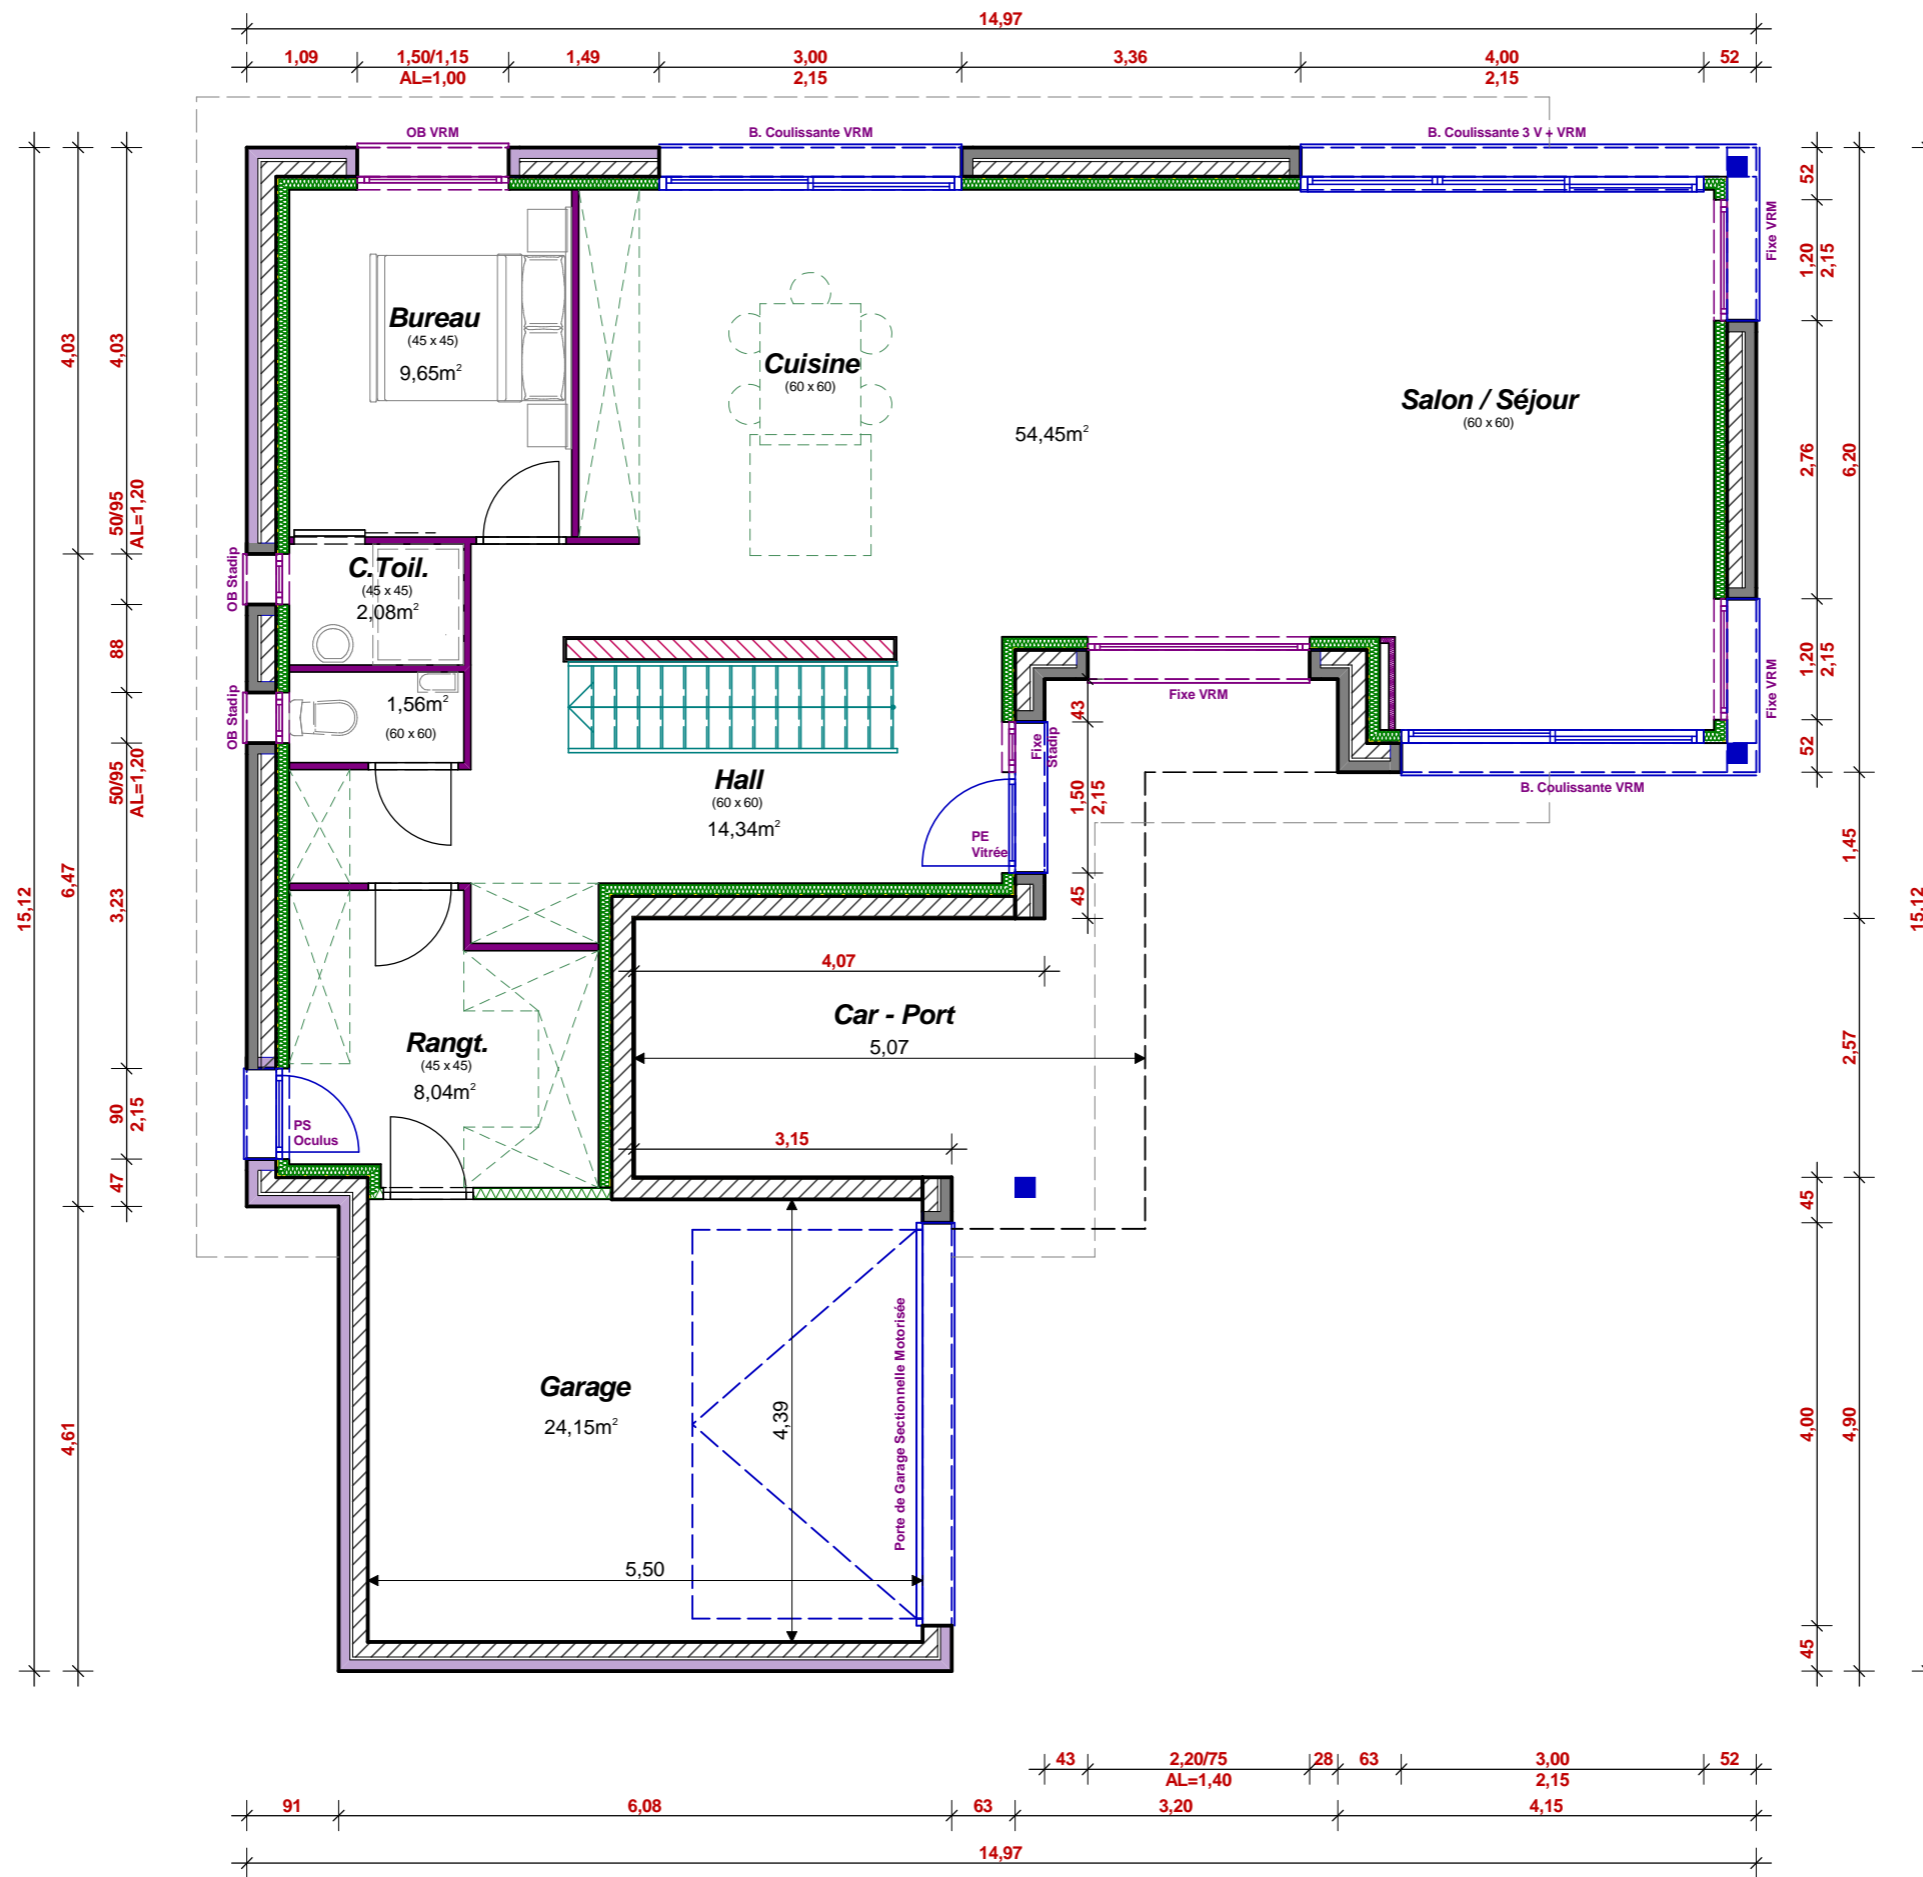 14,97
1,09
1,50/1,15
AL=1,00
1,49
3,00
2,15
3,36
4,00
2,15
52
OB VRM
B. Coulissante VRM
B. Coulissante 3 V + VRM
Bureau
(45 x 45)
9,65m²
Cuisine
(60 x 60)
54,45m²
Salon / Séjour
(60 x 60)
C.Toil.
(45 x 45)
2,08m²
1,56m²
(60 x 60)
Hall
(60 x 60)
14,34m²
Fixe VRM
Fixe
Stadip
PE
Vitrée
43
1,50
2,15
45
B. Coulissante VRM
Fixe VRM
Fixe VRM
OB Stadip
OB Stadip
4,07
Car - Port
5,07
3,15
Rangt.
(45 x 45)
8,04m²
PS
Oculus
Garage
24,15m²
4,39
5,50
Porte de Garage Sectionnelle Motorisée
15,12
4,03
6,47
4,61
4,03
50/95
AL=1,20
88
50/95
AL=1,20
3,23
90
2,15
47
52
1,20
2,15
2,76
1,20
2,15
52
6,20
1,45
2,57
45
4,00
45
4,90
15,12
43
2,20/75
AL=1,40
28
63
3,00
2,15
52
91
6,08
63
3,20
4,15
14,97